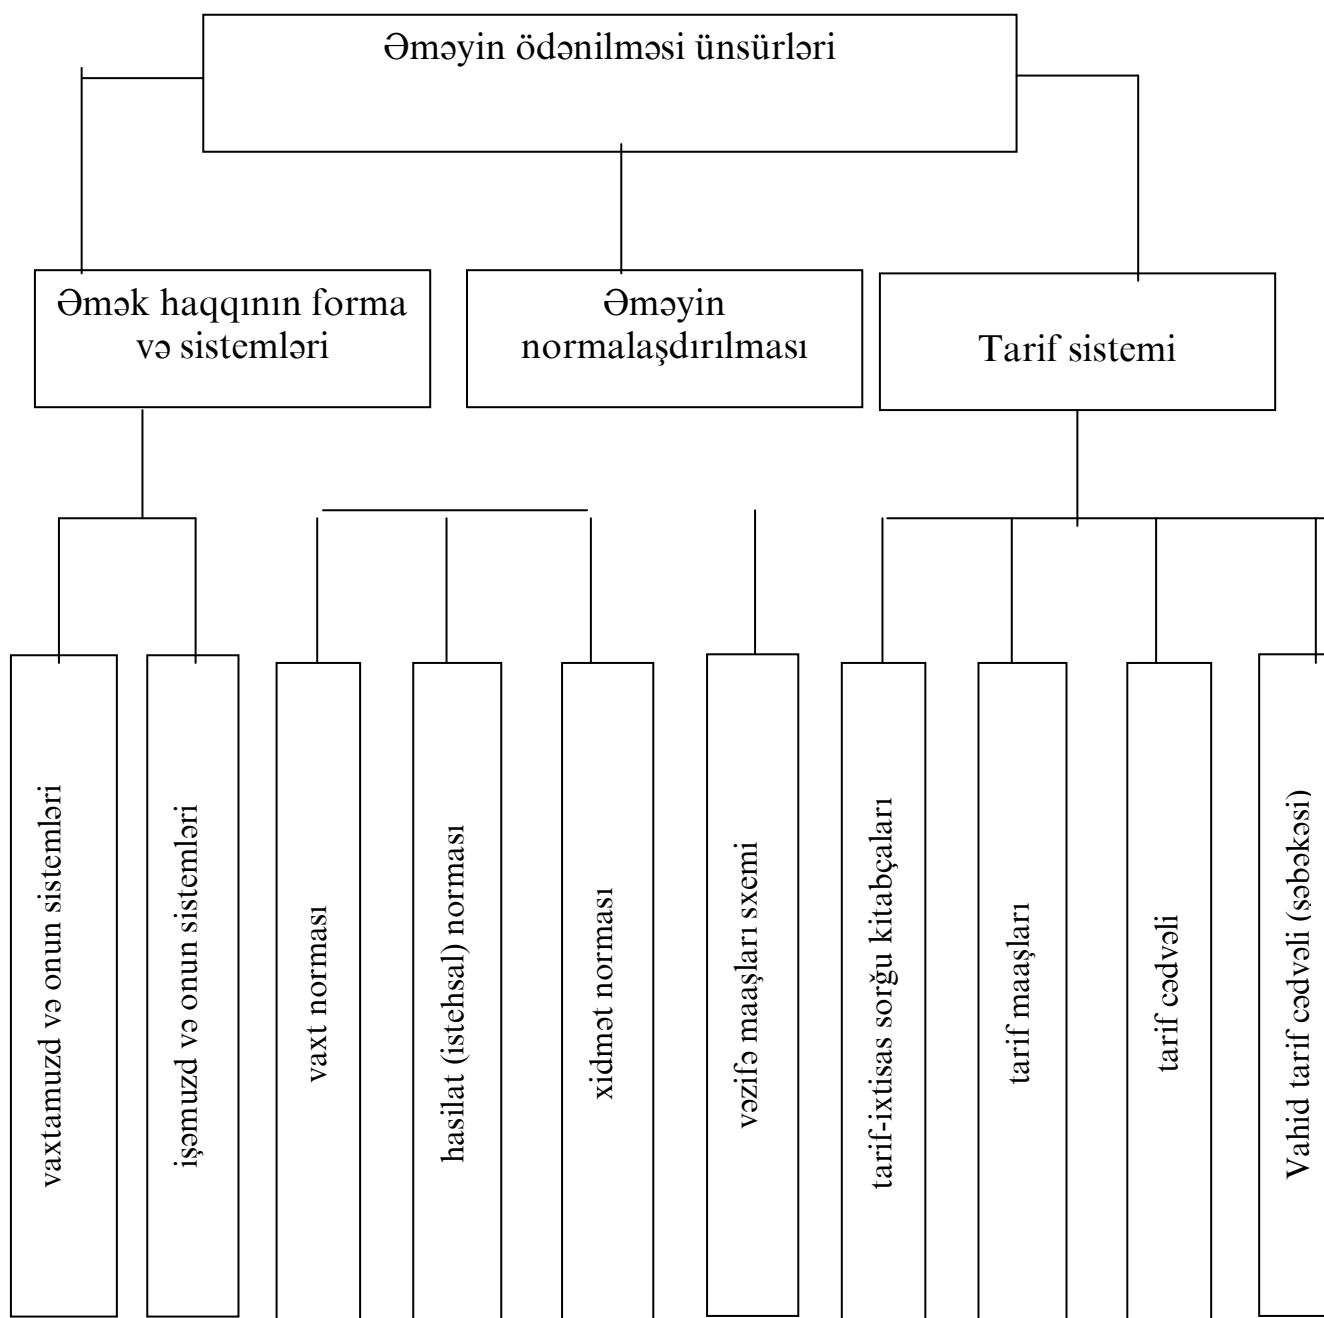 Əməyin ödənilməsi ünsürləri
Əmək haqqının forma
və sistemləri
Əməyin
normalaşdırılması
Tarif sistemi
vaxtamuzd və onun sistemləri
işəmuzd və onun sistemləri
vaxt norması
hasilat (istehsal) norması
xidmət norması
vəzifə maaşları sxemi
tarif-ixtisas sorğu kitabçaları
tarif maaşları
tarif cədvəli
Vahid tarif cədvəli (şəbəkəsi)